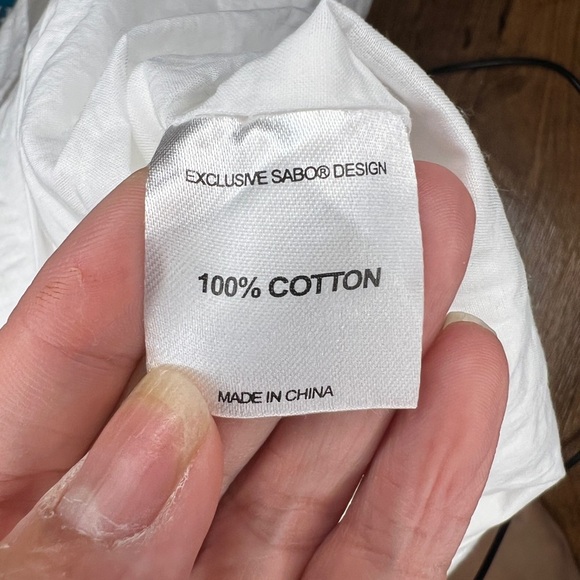 EXCLUSIVE SABO® DESIGN
100% COTTON
MADE IN CHINA